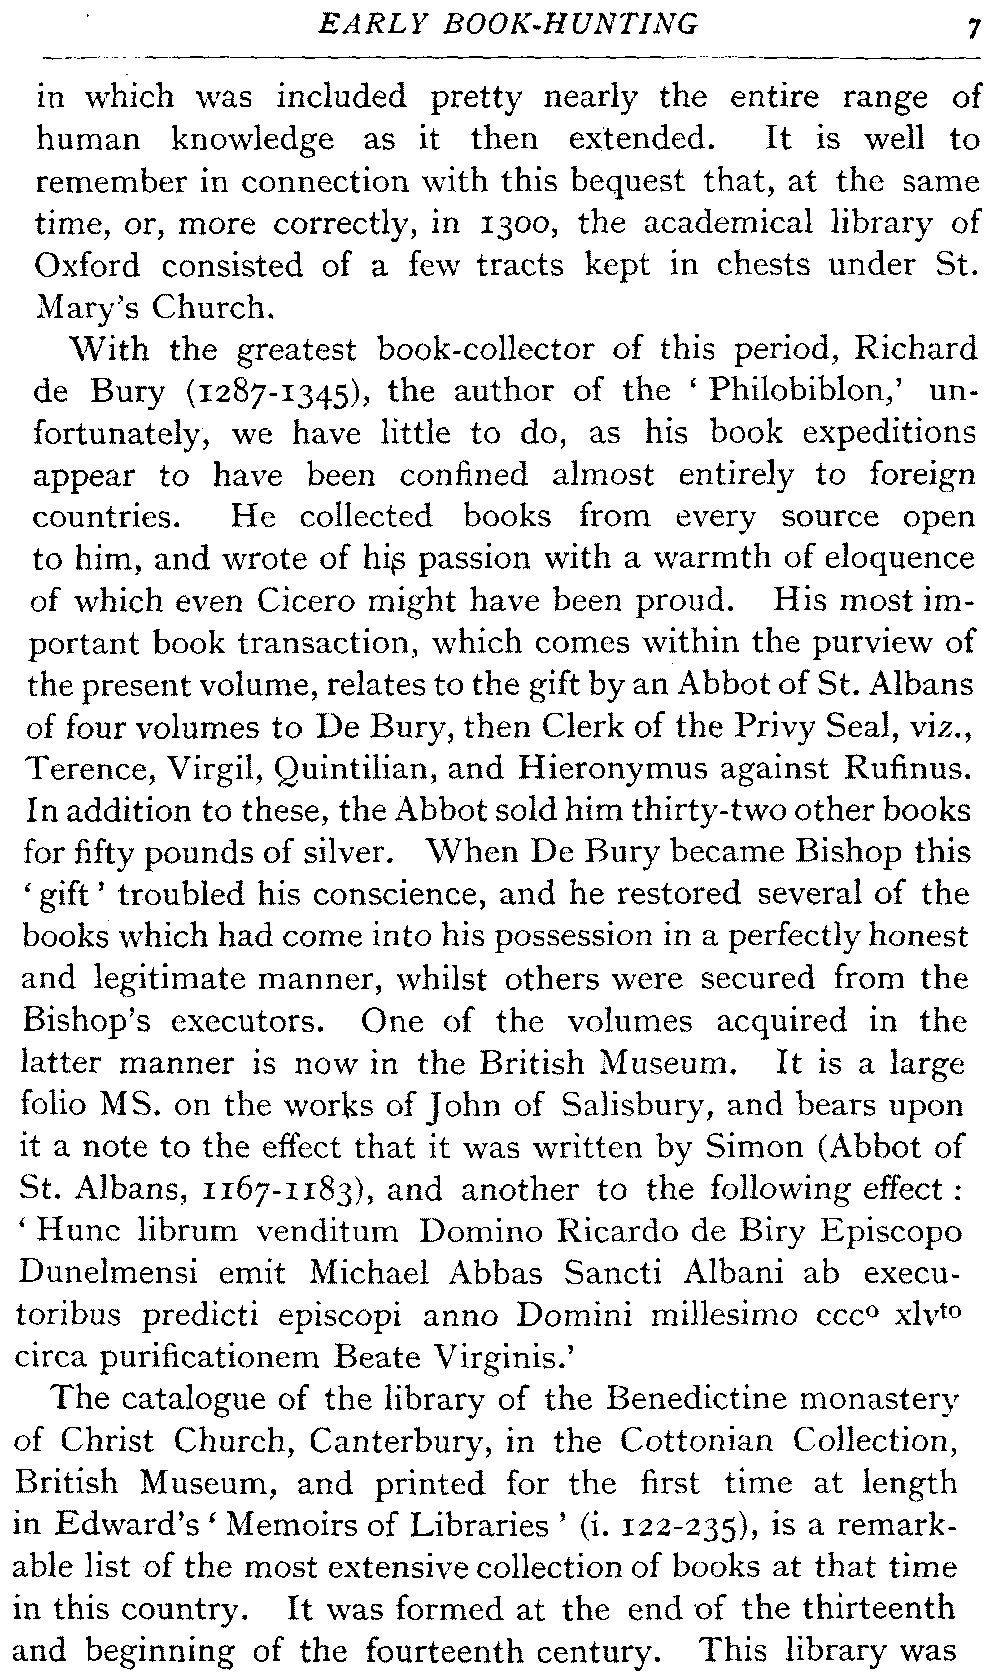 EARLY BOOK-HUNTING 7
in which was included pretty nearly the entire range of
human knowledge as it then extended. It is well to
remember in connection with this bequest that, at the same
time, or, more correctly, in 1300, the academical library of
Oxford consisted of a few tracts kept in chests under St.
Mary's Church.
With the greatest book-collector of this period, Richard
de Bury (1287-1345), the author of the ‘Philobiblon,’ un-
fortunately, we have little to do, as his book expeditions
appear to have been confined almost entirely to foreign
countries. He collected books from every source open
to him, and wrote of his passion with a warmth of eloquence
of which even Cicero might have been proud. His most im-
portant book transaction, which comes within the purview of
the present volume, relates to the gift by an Abbot of St. Albans
of four volumes to De Bury, then Clerk of the Privy Seal, viz.,
Terence, Virgil, Quintilian, and Hieronymus against Rufinus.
In addition to these, the Abbot sold him thirty-two other books
for fifty pounds of silver. When De Bury became Bishop this
‘gift’ troubled his conscience, and he restored several of the
books which had come into his possession in a perfectly honest
and legitimate manner, whilst others were secured from the
Bishop's executors. One of the volumes acquired in the
latter manner is now in the British Museum. It is a large
folio MS. on the works of John of Salisbury, and bears upon
it a note to the effect that it was written by Simon (Abbot of
St. Albans, 1167-1183), and another to the following effect :
‘Hunc librum venditum Domino Ricardo de Biry Episcopo
Dunelmensi emit Michael Abbas Sancti Albani ab execu-
toribus predicti episcopi anno Domini millesimo cccº xlvᵗᵒ
circa purificationem Beate Virginis.’
The catalogue of the library of the Benedictine monastery
of Christ Church, Canterbury, in the Cottonian Collection,
British Museum, and printed for the first time at length
in Edward's ‘Memoirs of Libraries’ (i. 122-235), is a remark-
able list of the most extensive collection of books at that time
in this country. It was formed at the end of the thirteenth
and beginning of the fourteenth century. This library was